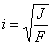 i = √(J/F)